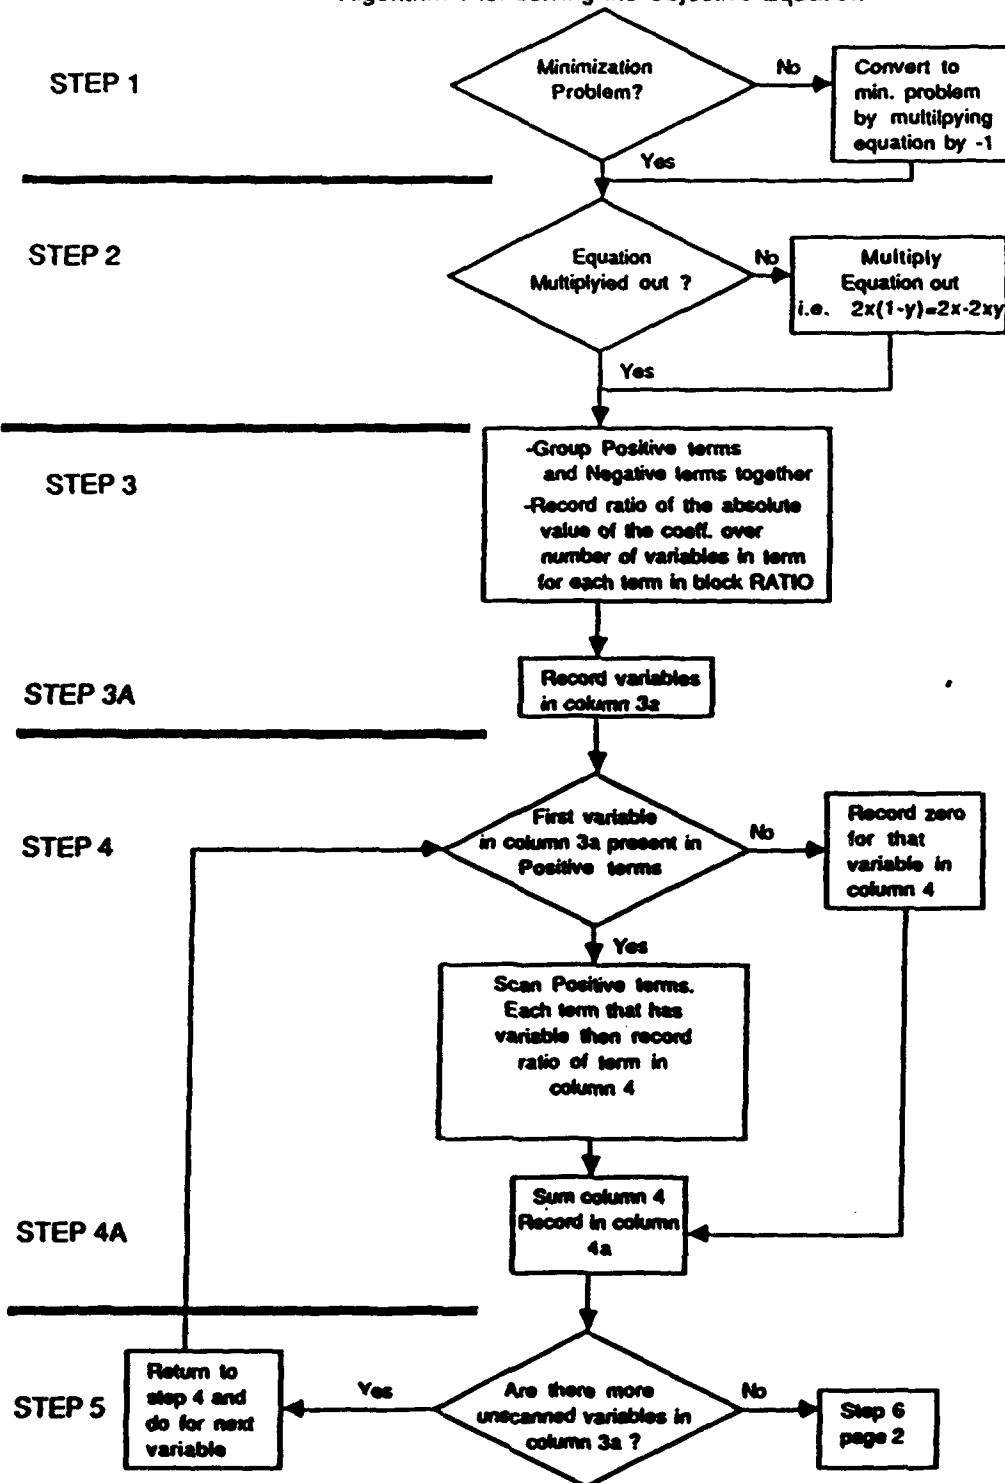 STEP 1
Minimization
Problem?
No
Convert to
min. problem
by multilpying
equation by -1
Yes
STEP 2
Equation
Multiplyied out ?
No
Multiply
Equation out
i.e. 2x(1-y)=2x-2xy
Yes
STEP 3
-Group Positive terms
and Negative terms together
-Record ratio of the absolute
value of the coeff. over
number of variables in term
for each term in block RATIO
STEP 3A
Record variables
in column 3a
STEP 4
First variable
in column 3a present in
Positive terms
No
Record zero
for that
variable in
column 4
Yes
Scan Positive terms.
Each term that has
variable then record
ratio of term in
column 4
STEP 4A
Sum column 4
Record in column
4a
STEP 5
Return to
step 4 and
do for next
variable
Yes
Are there more
unscanned variables in
column 3a ?
No
Step 6
page 2